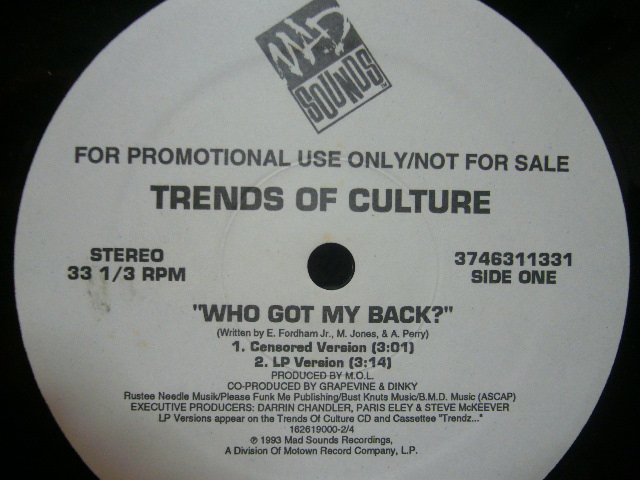 MAD
SOUNDS
FOR PROMOTIONAL USE ONLY/NOT FOR SALE
TRENDS OF CULTURE
STEREO
33 1/3 RPM
3746311331
SIDE ONE
"WHO GOT MY BACK?"
(Written by E. Fordham Jr., M. Jones, & A. Perry)
1. Censored Version (3:01)
2. LP Version (3:14)
PRODUCED BY M.O.L.
CO-PRODUCED BY GRAPEVINE & DINKY
Rustee Needle Musik/Please Funk Me Publishing/Bust Knuts Music/B.M.D. Music (ASCAP)
EXECUTIVE PRODUCERS: DARRIN CHANDLER, PARIS ELEY & STEVE McKEEVER
LP Versions appear on the Trends Of Culture CD and Cassettee "Trendz..."
162619000-2/4
℗ 1993 Mad Sounds Recordings,
A Division Of Motown Record Company, L.P.